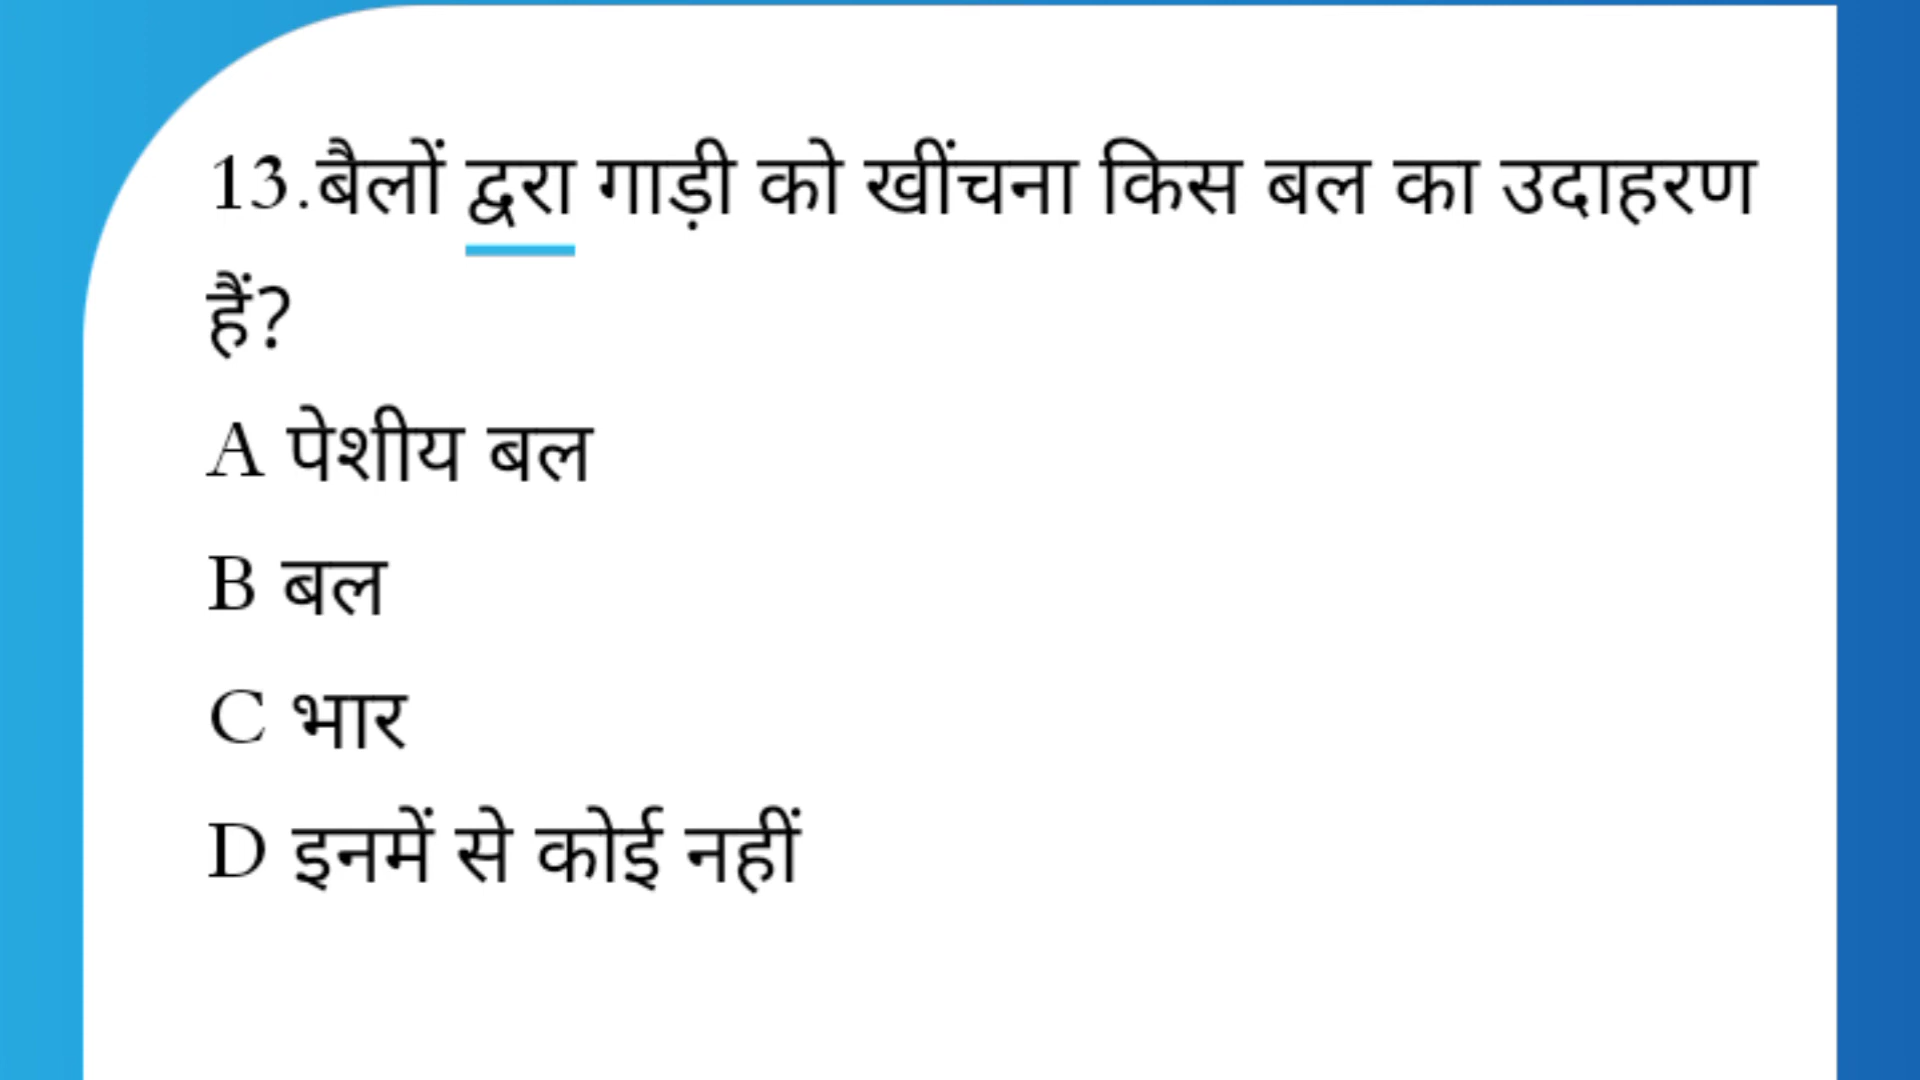 13.बैलों द्वरा गाड़ी को खींचना किस बल का उदाहरण
हैं?
A पेशीय बल
B बल
C भार
D इनमें से कोई नहीं